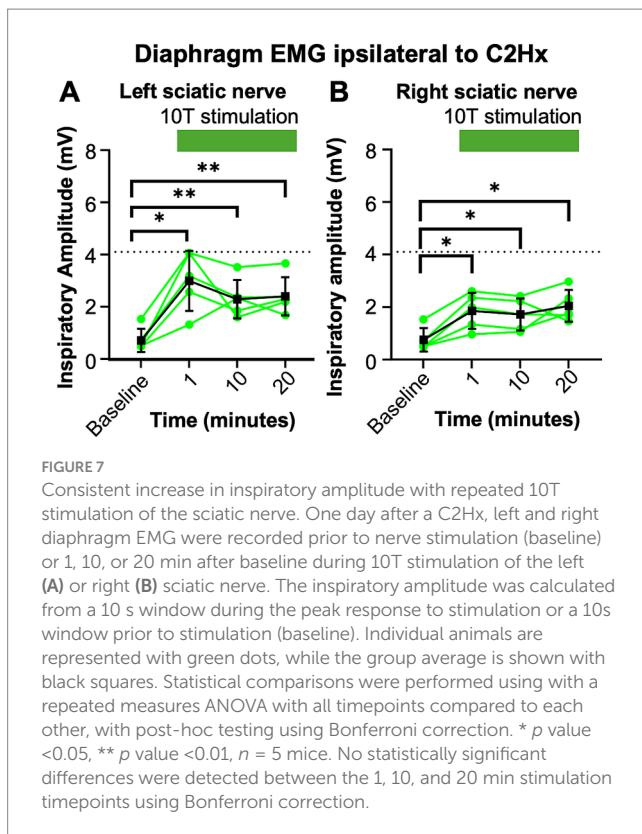 Diaphragm EMG ipsilateral to C2Hx
A Left sciatic nerve
10T stimulation
B Right sciatic nerve
10T stimulation
Inspiratory Amplitude (mV)
8
6
4
2
0
**
**
*
Baseline
1
10
20
Time (minutes)
Inspiratory amplitude (mV)
8
6
4
2
0
*
*
*
Baseline
1
10
20
Time (minutes)
FIGURE 7
Consistent increase in inspiratory amplitude with repeated 10T
stimulation of the sciatic nerve. One day after a C2Hx, left and right
diaphragm EMG were recorded prior to nerve stimulation (baseline)
or 1, 10, or 20 min after baseline during 10T stimulation of the left
(A) or right (B) sciatic nerve. The inspiratory amplitude was calculated
from a 10 s window during the peak response to stimulation or a 10s
window prior to stimulation (baseline). Individual animals are
represented with green dots, while the group average is shown with
black squares. Statistical comparisons were performed using with a
repeated measures ANOVA with all timepoints compared to each
other, with post-hoc testing using Bonferroni correction. * p value
<0.05, ** p value <0.01, n = 5 mice. No statistically significant
differences were detected between the 1, 10, and 20 min stimulation
timepoints using Bonferroni correction.